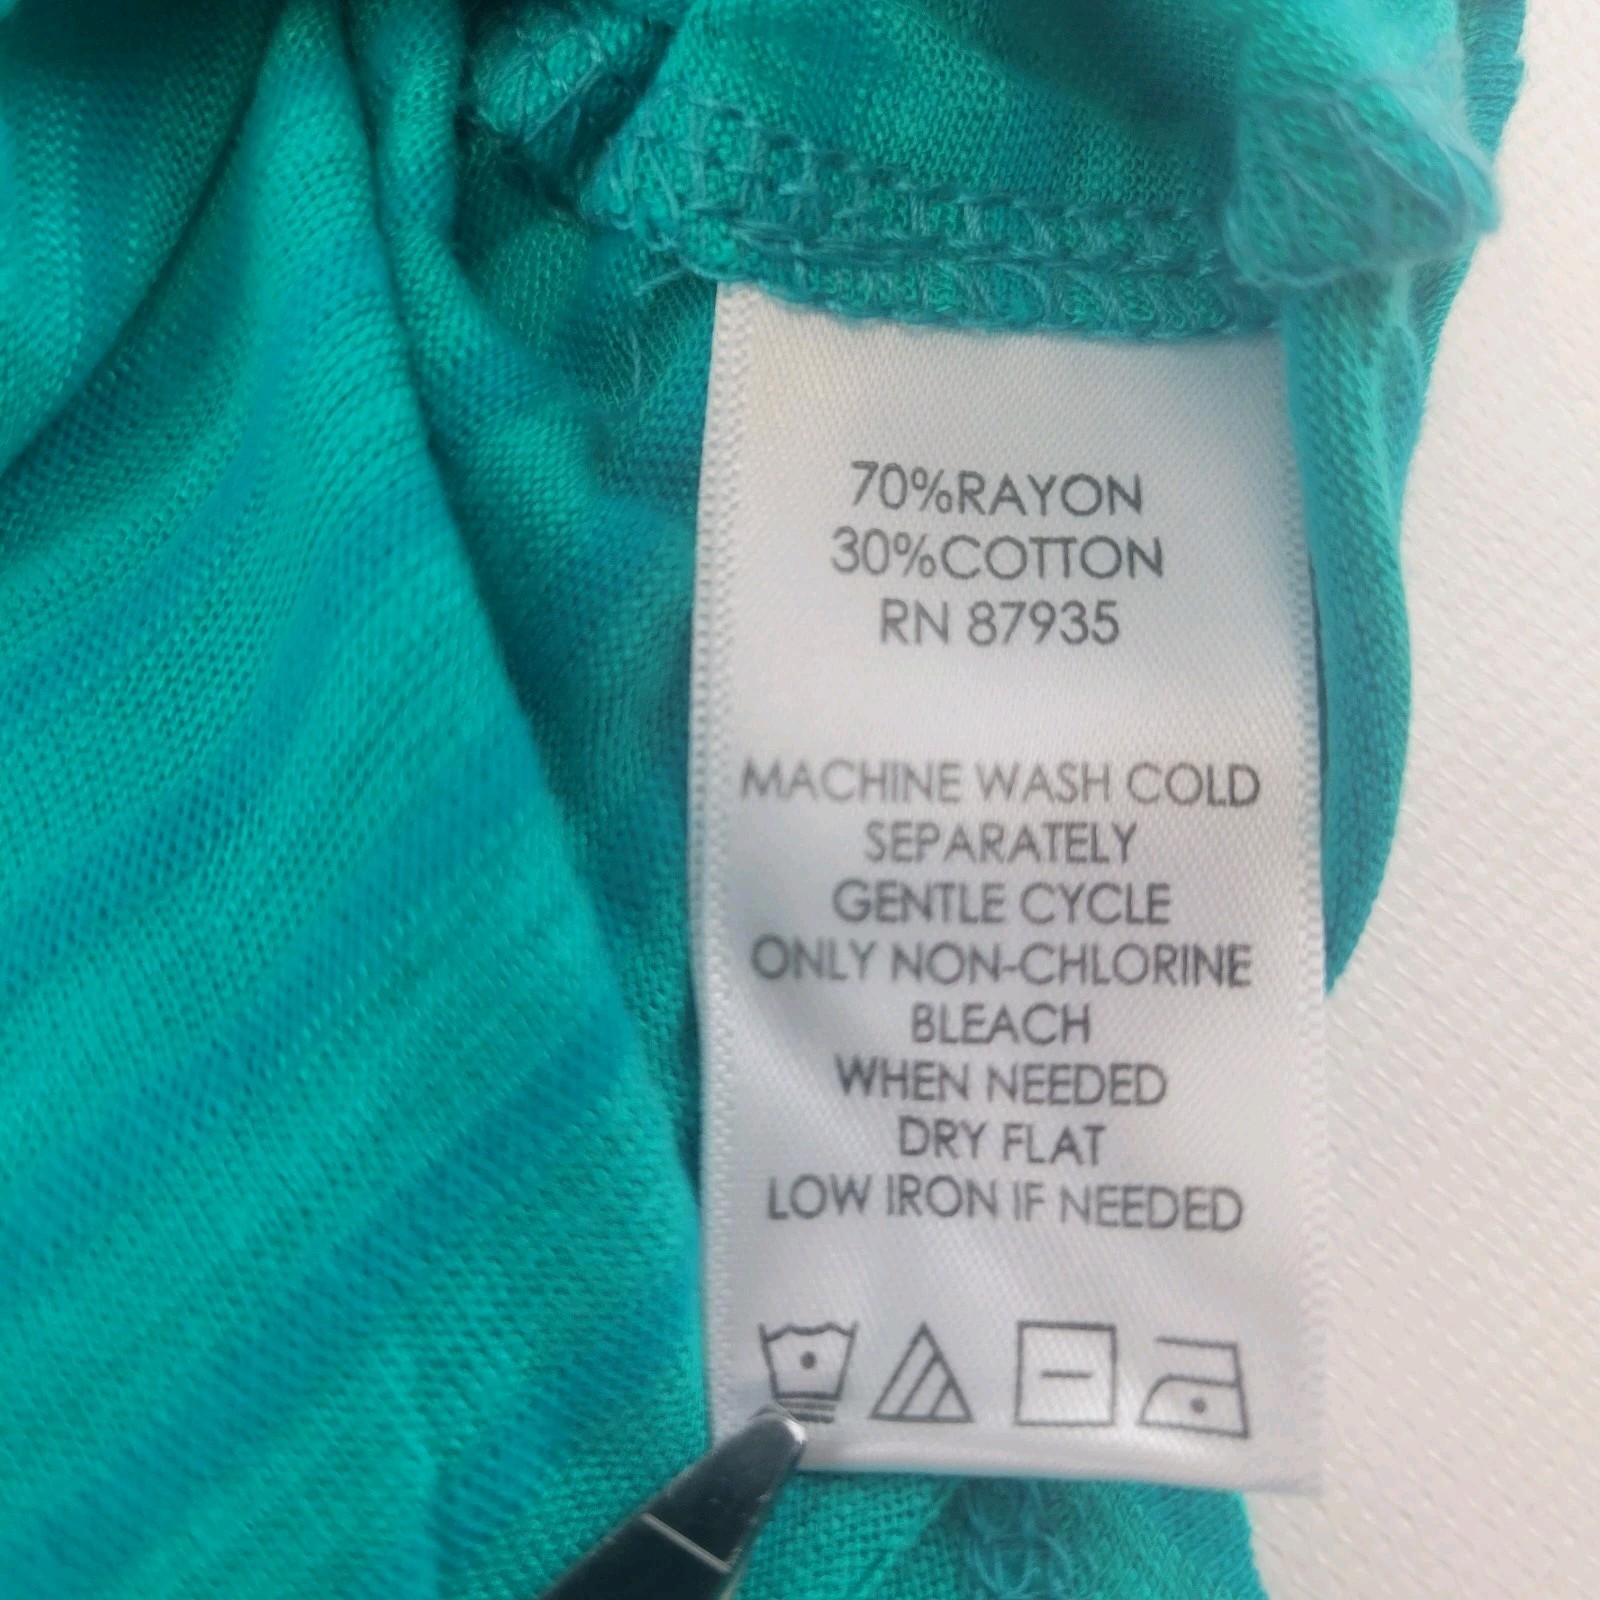 70%RAYON
30%COTTON
RN 87935
MACHINE WASH COLD
SEPARATELY
GENTLE CYCLE
ONLY NON-CHLORINE
BLEACH
WHEN NEEDED
DRY FLAT
LOW IRON IF NEEDED